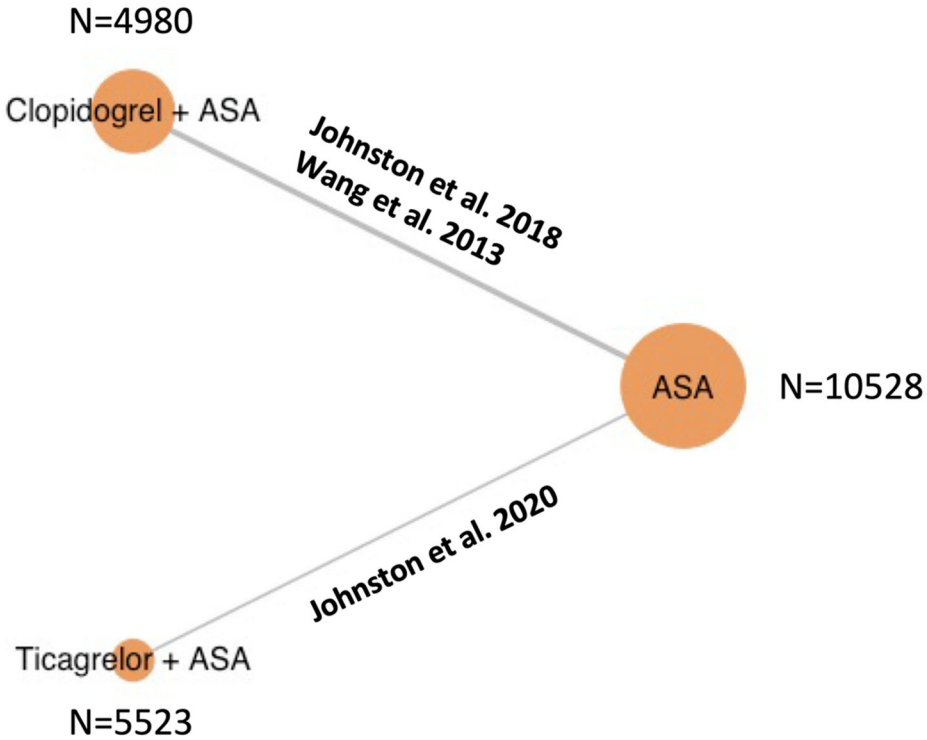 N=4980
Clopidogrel + ASA
Johnston et al. 2018
Wang et al. 2013
ASA
N=10528
Johnston et al. 2020
Ticagrelor + ASA
N=5523